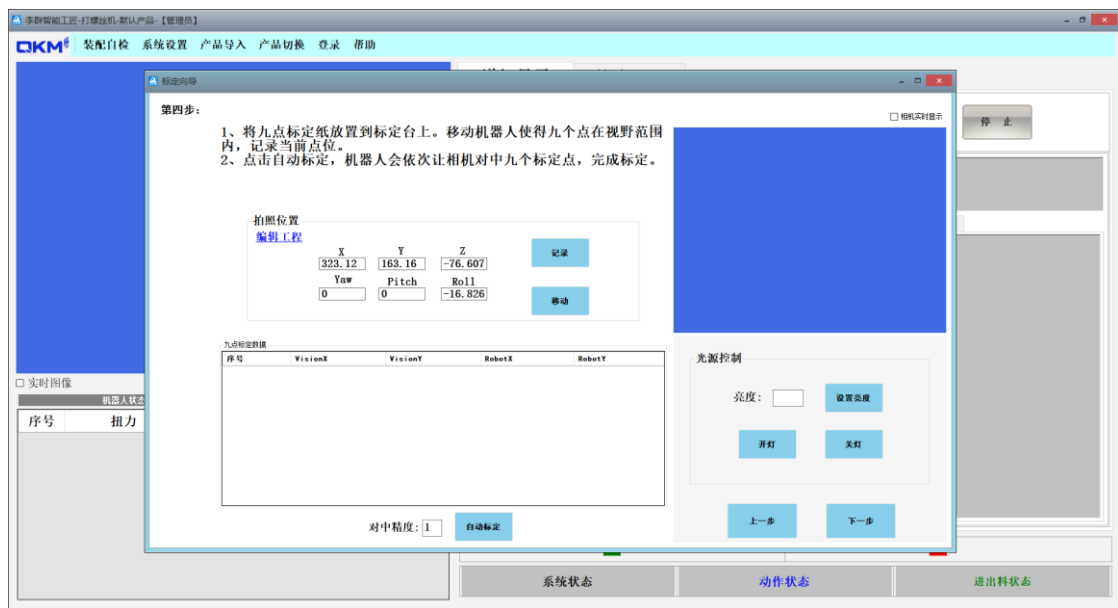 李群智能工匠-打螺丝机-默认产品-【管理员】
QKM 装配自检 系统设置 产品导入 产品切换 登录 帮助
标定向导
第四步:
相机实时显示
1、将九点标定纸放置到标定台上。移动机器人使得九个点在视野范围
内，记录当前点位。
2、点击自动标定，机器人会依次让相机对中九个标定点，完成标定。
停 止
拍照位置
编辑工程
X Y Z
323.12 163.16 -76.607
记录
Yaw Pitch Roll
0 0 -16.826
移动
九点标定数据
序号 VisionX VisionY RobotX RobotY
光源控制
亮度: 设置亮度
开灯 关灯
实时图像
机器人状态
序号 扭力
对中精度: 1 自动标定
上一步 下一步
系统状态 动作状态 进出料状态